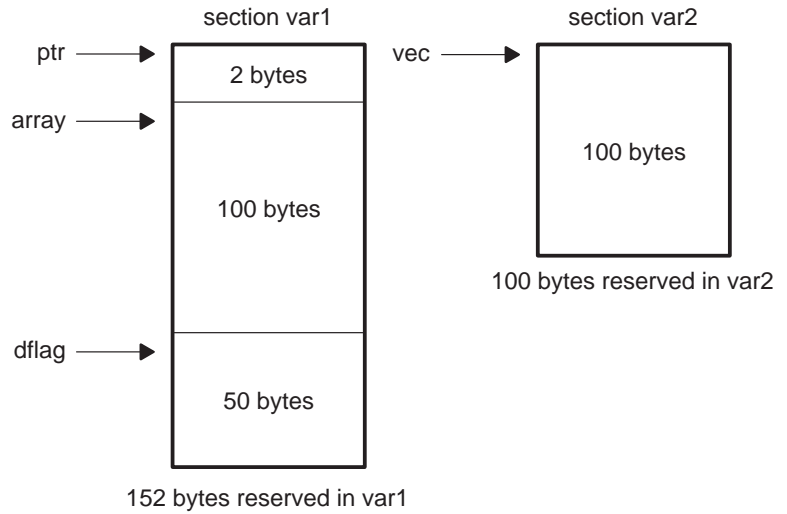 section var1
ptr
2 bytes
array
100 bytes
dflag
50 bytes
152 bytes reserved in var1
section var2
vec
100 bytes
100 bytes reserved in var2